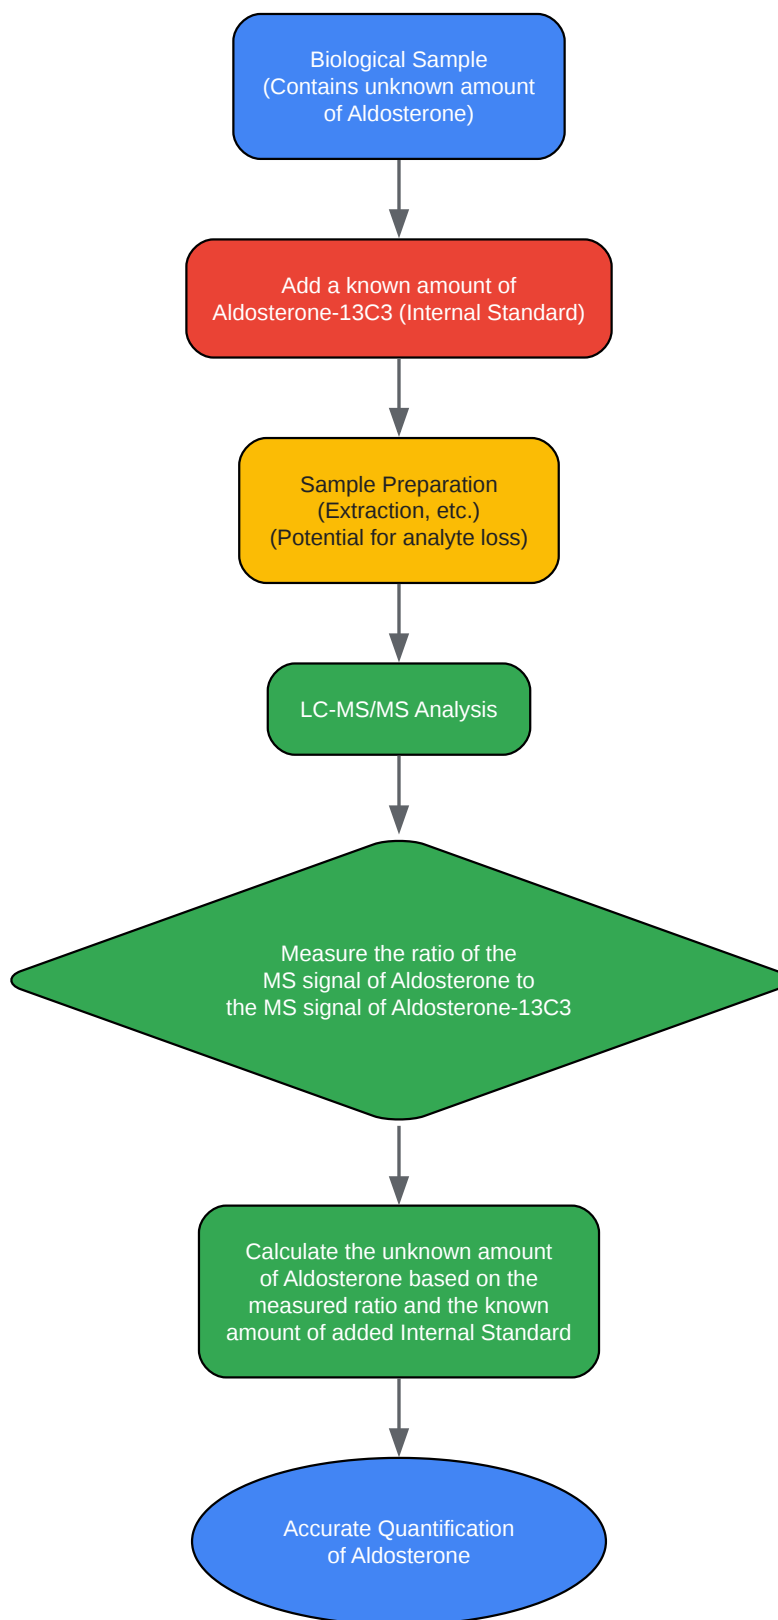 Biological Sample
(Contains unknown amount
of Aldosterone)
Add a known amount of
Aldosterone-13C3 (Internal Standard)
Sample Preparation
(Extraction, etc.)
(Potential for analyte loss)
LC-MS/MS Analysis
Measure the ratio of the
MS signal of Aldosterone to
the MS signal of Aldosterone-13C3
Calculate the unknown amount
of Aldosterone based on the
measured ratio and the known
amount of added Internal Standard
Accurate Quantification
of Aldosterone